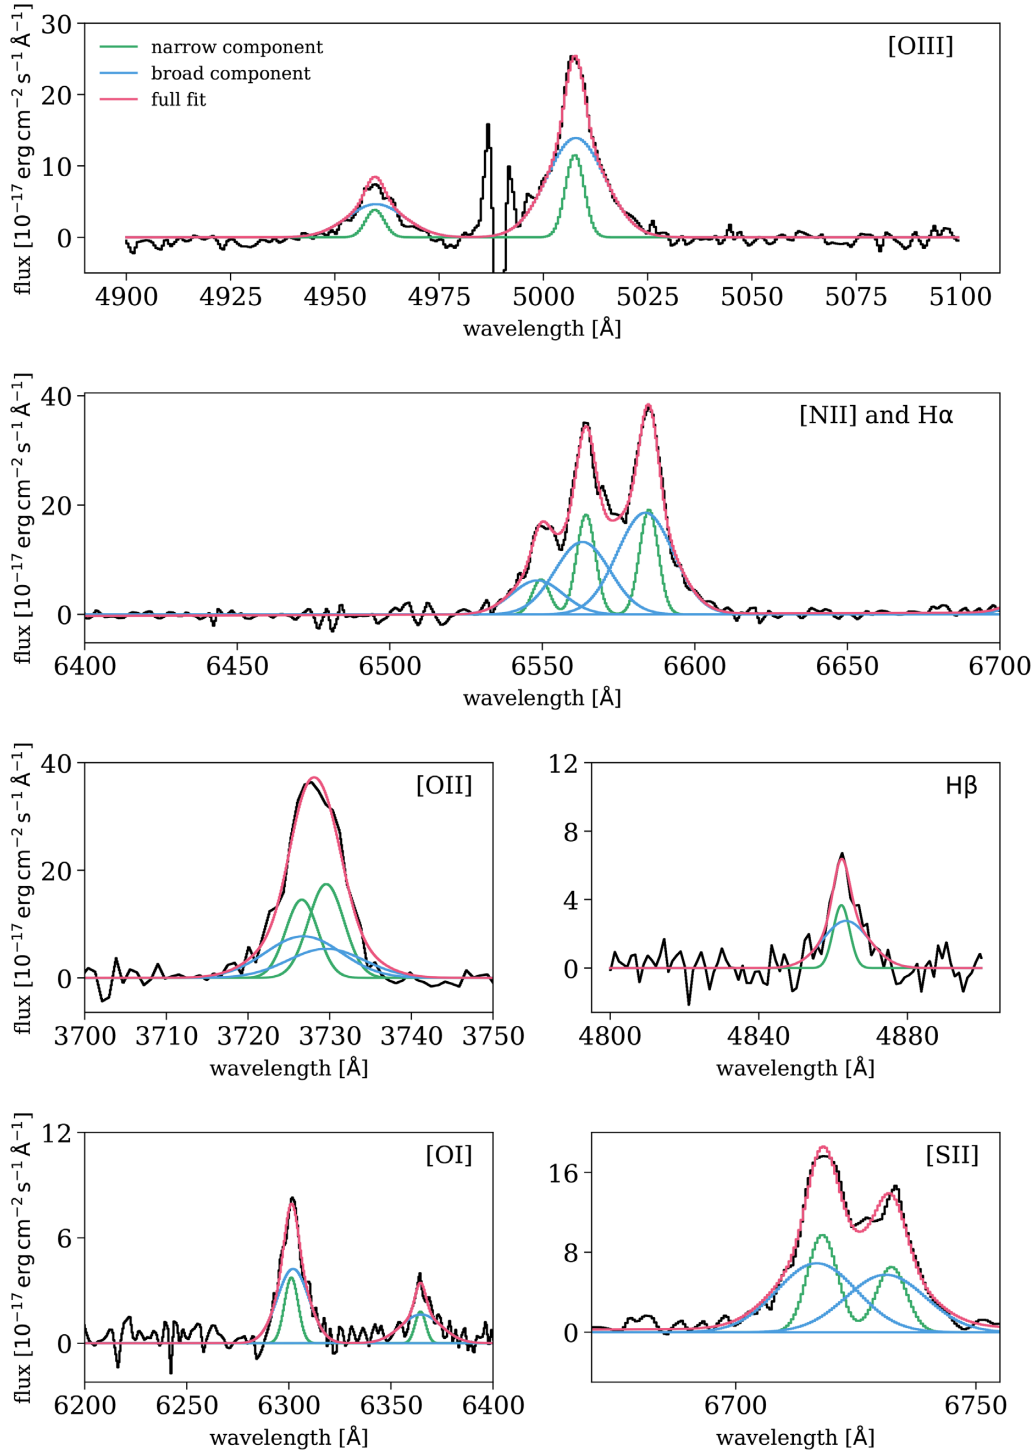 30
20
10
0
flux [10⁻¹⁷ erg cm⁻² s⁻¹ Å⁻¹]
narrow component
broad component
full fit
[OIII]
4900 4925 4950 4975 5000 5025 5050 5075 5100
wavelength [Å]
40
20
0
flux [10⁻¹⁷ erg cm⁻² s⁻¹ Å⁻¹]
[NII] and Hα
6400 6450 6500 6550 6600 6650 6700
wavelength [Å]
40
20
0
flux [10⁻¹⁷ erg cm⁻² s⁻¹ Å⁻¹]
[OII]
3700 3710 3720 3730 3740 3750
wavelength [Å]
12
8
4
0
Hβ
4800 4840 4880
wavelength [Å]
12
6
0
flux [10⁻¹⁷ erg cm⁻² s⁻¹ Å⁻¹]
[OI]
6200 6250 6300 6350 6400
wavelength [Å]
16
8
0
[SII]
6700 6750
wavelength [Å]